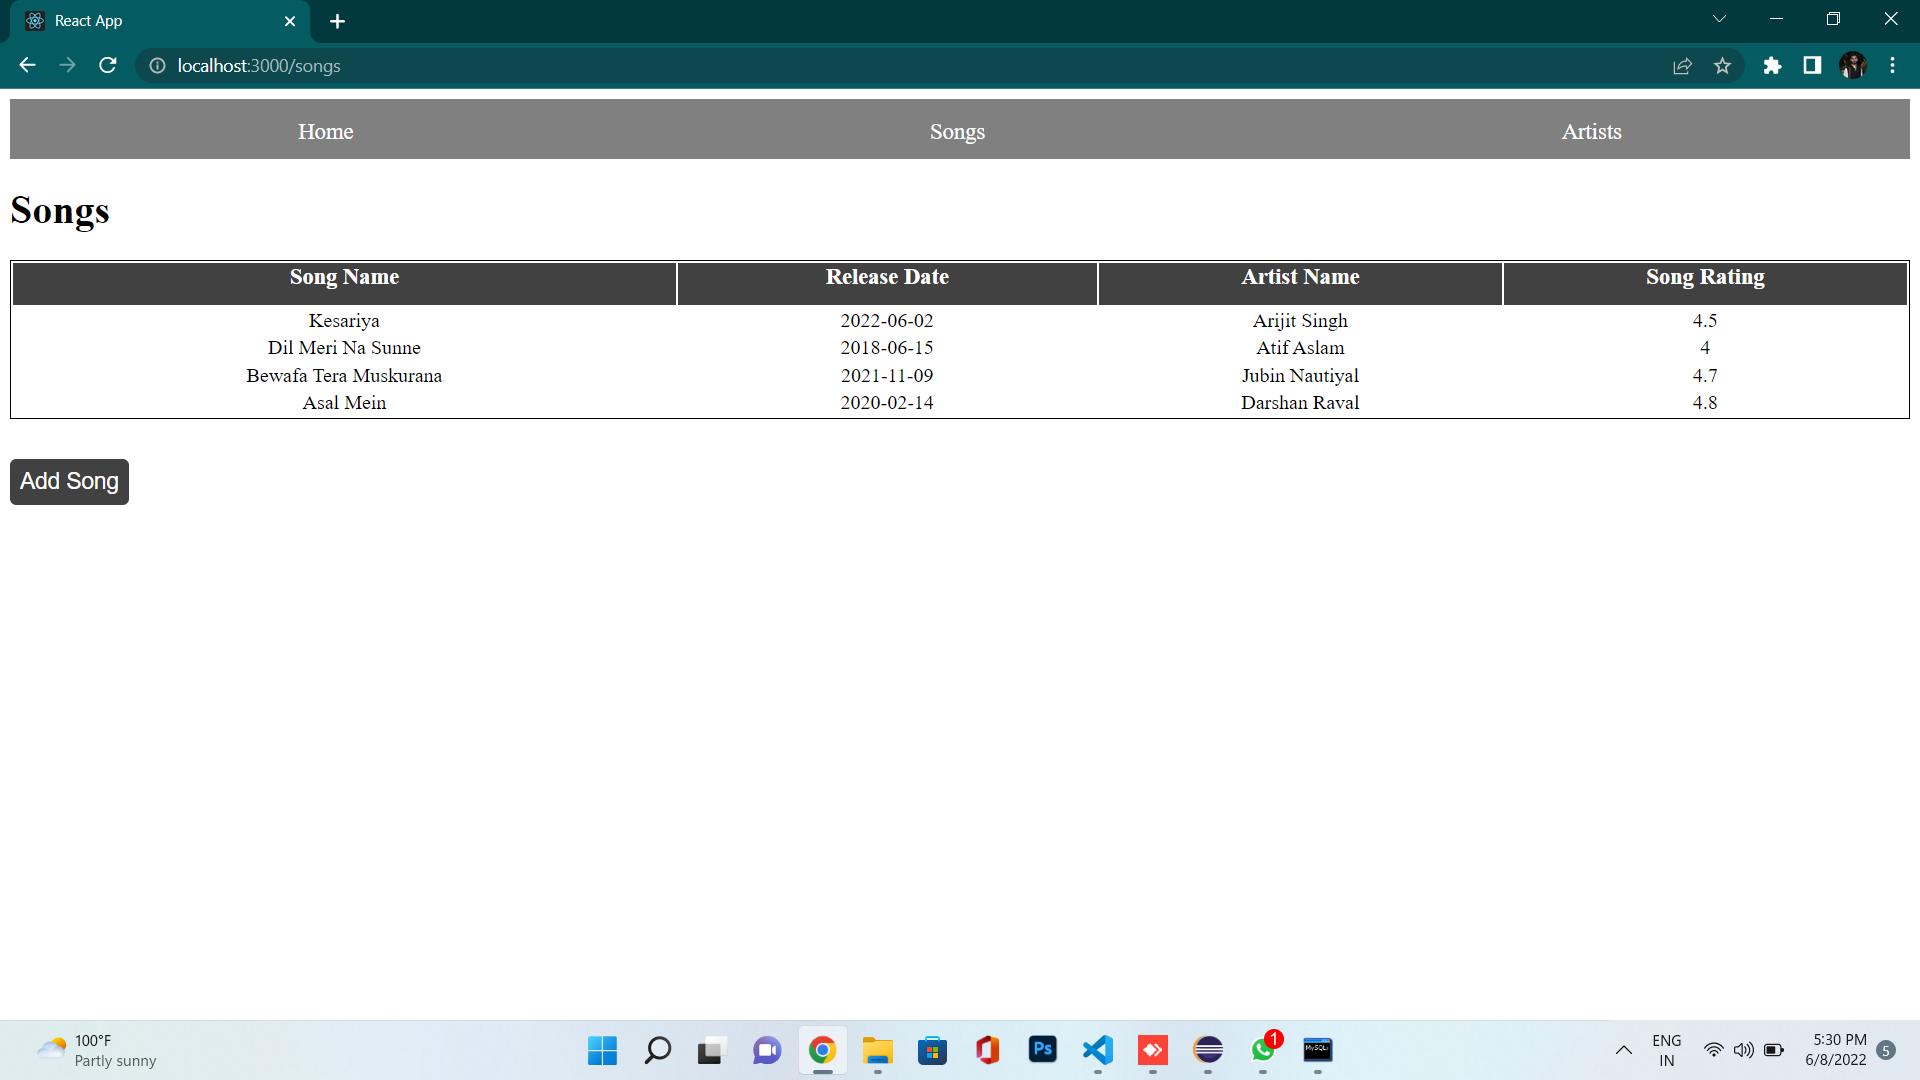 React App
localhost:3000/songs
Home Songs Artists
Songs
Song Name Release Date Artist Name Song Rating
Kesariya 2022-06-02 Arijit Singh 4.5
Dil Meri Na Sunne 2018-06-15 Atif Aslam 4
Bewafa Tera Muskurana 2021-11-09 Jubin Nautiyal 4.7
Asal Mein 2020-02-14 Darshan Raval 4.8
Add Song
100°F
Partly sunny
Ps
MySQL
1
ENG
IN
5:30 PM
6/8/2022
5